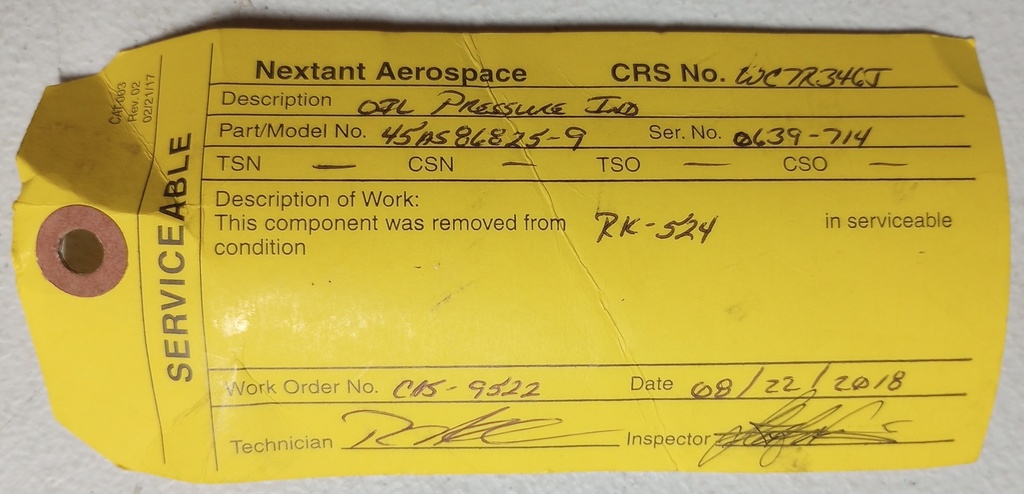 CAT-003
Rev. 02
02/21/17
SERVICEABLE
Nextant Aerospace CRS No. WC7R346J
Description OIL PRESSURE IND
Part/Model No. 45AS86825-9 Ser. No. 0639-714
TSN — CSN — TSO — CSO —
Description of Work:
This component was removed from RK-524 in serviceable
condition
Work Order No. CAS-9522 Date 08/22/2018
Technician Inspector